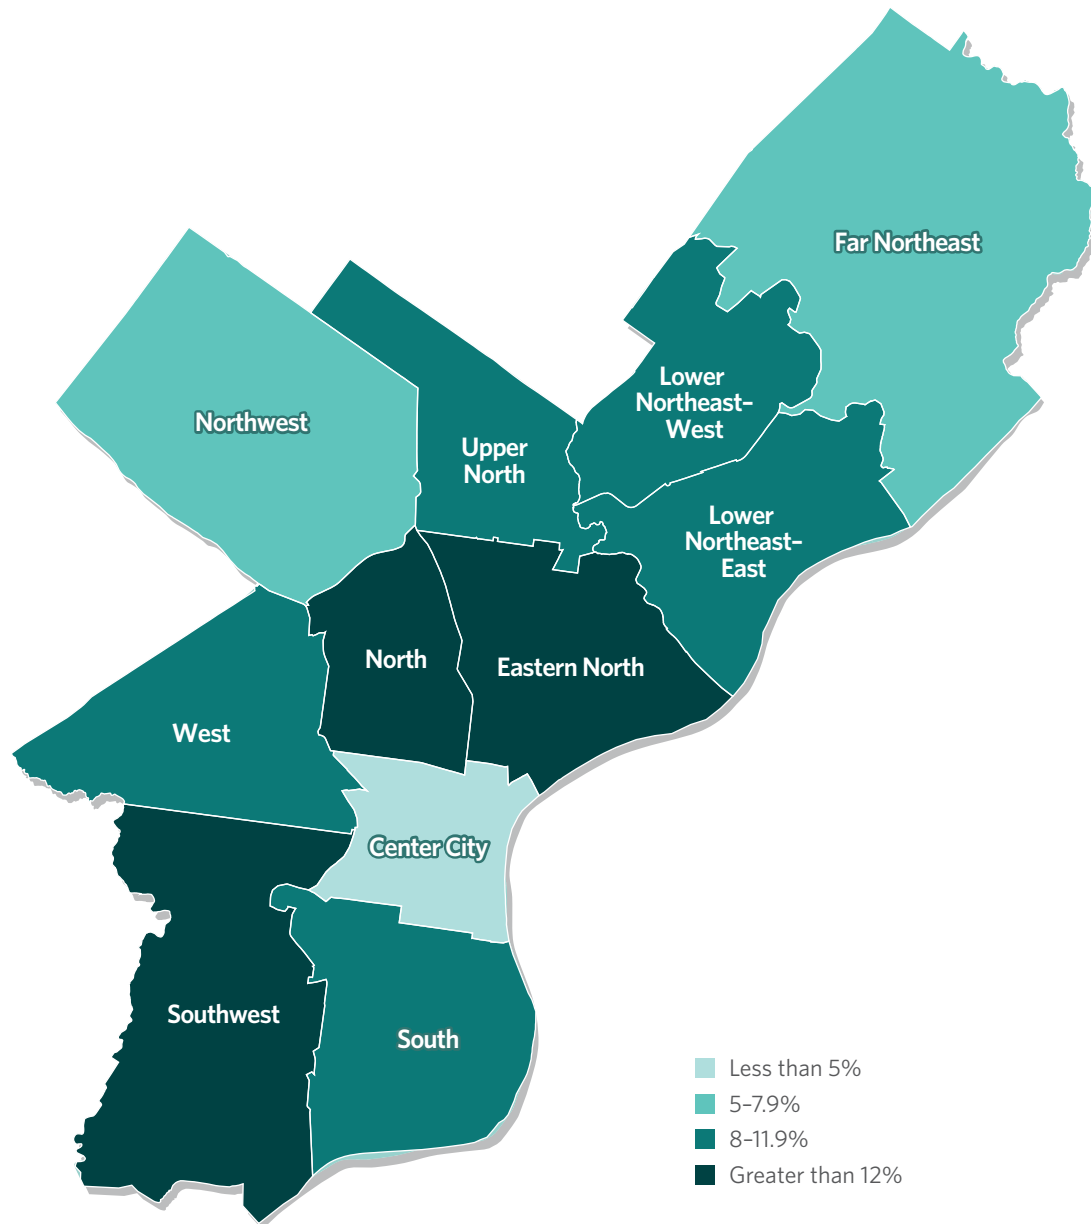 Far Northeast
Lower
Northeast–
West
Northwest
Upper
North
Lower
Northeast–
East
North
Eastern North
West
Center City
Southwest
South
Less than 5%
5–7.9%
8–11.9%
Greater than 12%